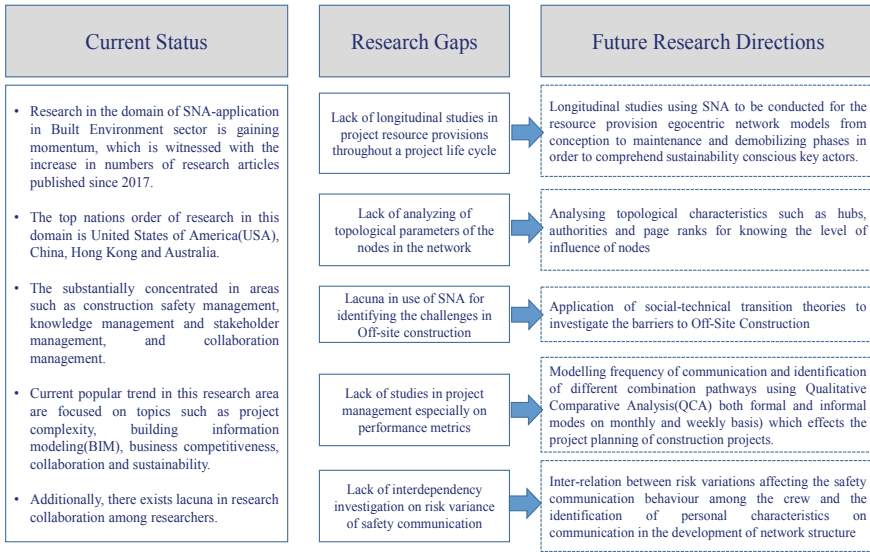 Current Status
• Research in the domain of SNA-application
in Built Environment sector is gaining
momentum, which is witnessed with the
increase in numbers of research articles
published since 2017.
• The top nations order of research in this
domain is United States of America(USA),
China, Hong Kong and Australia.
• The substantially concentrated in areas
such as construction safety management,
knowledge management and stakeholder
management, and collaboration
management.
• Current popular trend in this research area
are focused on topics such as project
complexity, building information
modeling(BIM), business competitiveness,
collaboration and sustainability.
• Additionally, there exists lacuna in research
collaboration among researchers.
Research Gaps
Future Research Directions
Lack of longitudinal studies in
project resource provisions
throughout a project life cycle
Longitudinal studies using SNA to be conducted for the
resource provision egocentric network models from
conception to maintenance and demobilizing phases in
order to comprehend sustainability conscious key actors.
Lack of analyzing of
topological parameters of the
nodes in the network
Analysing topological characteristics such as hubs,
authorities and page ranks for knowing the level of
influence of nodes
Lacuna in use of SNA for
identifying the challenges in
Off-site construction
Application of social-technical transition theories to
investigate the barriers to Off-Site Construction
Lack of studies in project
management especially on
performance metrics
Modelling frequency of communication and identification
of different combination pathways using Qualitative
Comparative Analysis(QCA) both formal and informal
modes on monthly and weekly basis) which effects the
project planning of construction projects.
Lack of interdependency
investigation on risk variance
of safety communication
Inter-relation between risk variations affecting the safety
communication behaviour among the crew and the
identification of personal characteristics on
communication in the development of network structure